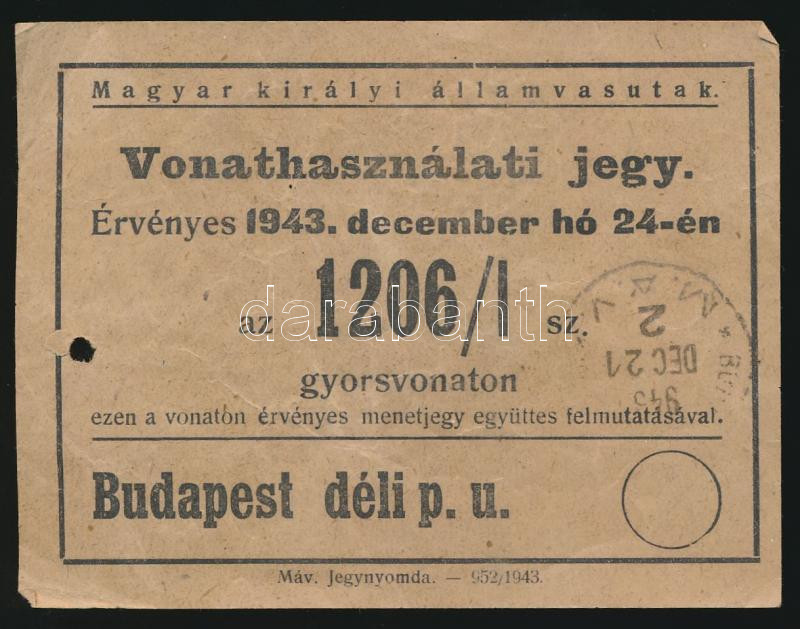 Magyar királyi államvasutak.
Vonathasználati jegy.
Érvényes 1943. december hó 24-én
az 1206/I sz.
gyorsvonaton
ezen a vonaton érvényes menetjegy együttes felmutatásával.
Budapest déli p. u.
Máv. Jegynyomda. — 952/1943.
M.A.V.
2
DEC 21
943
darabanth